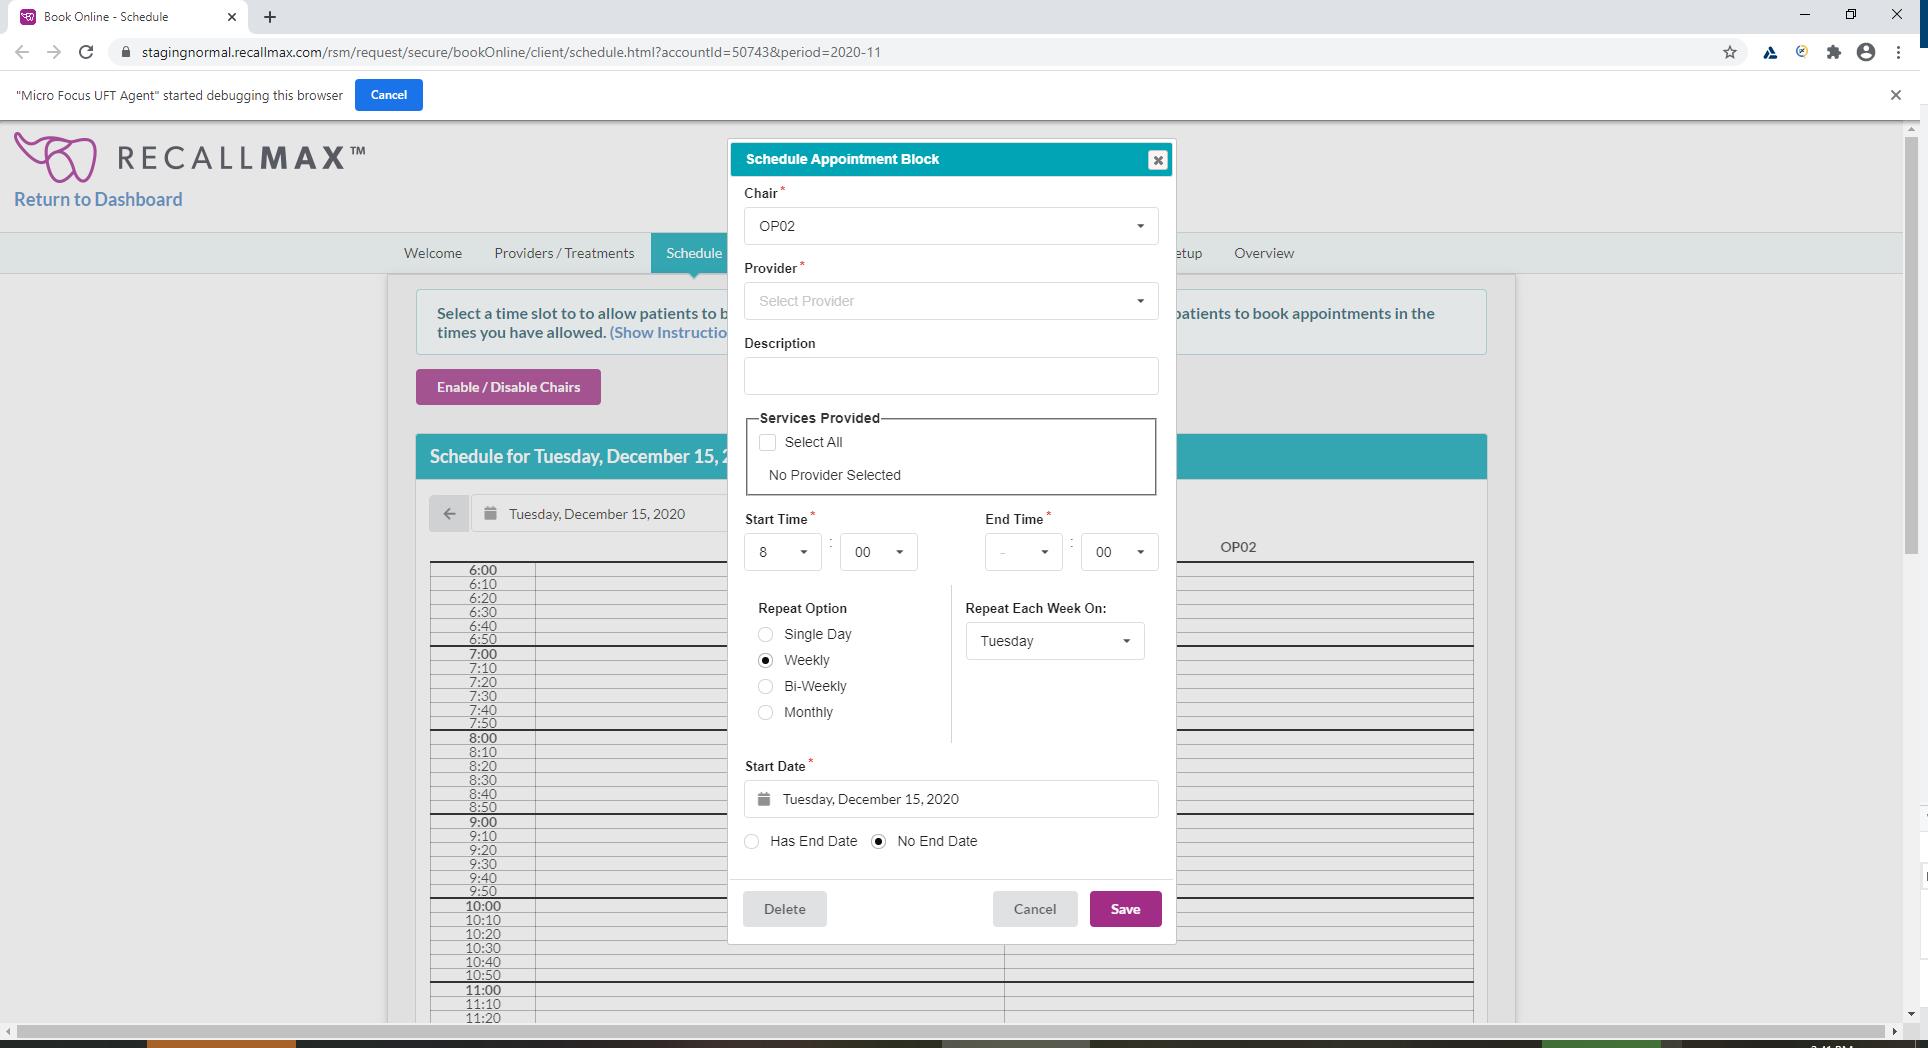 Book Online - Schedule
stagingnormal.recallmax.com/rsm/request/secure/bookOnline/client/schedule.html?accountId=50743&period=2020-11
"Micro Focus UFT Agent" started debugging this browser
Cancel
RECALLMAX™
Return to Dashboard
Welcome
Providers / Treatments
Schedule
etup
Overview
Select a time slot to to allow patients to b
patients to book appointments in the
times you have allowed. (Show Instructio
Enable / Disable Chairs
Schedule for Tuesday, December 15, 2
Tuesday, December 15, 2020
OP02
6:00
6:10
6:20
6:30
6:40
6:50
7:00
7:10
7:20
7:30
7:40
7:50
8:00
8:10
8:20
8:30
8:40
8:50
9:00
9:10
9:20
9:30
9:40
9:50
10:00
10:10
10:20
10:30
10:40
10:50
11:00
11:10
11:20
Schedule Appointment Block
Chair*
OP02
Provider*
Select Provider
Description
Services Provided
Select All
No Provider Selected
Start Time*
End Time*
8 : 00
- : 00
Repeat Option
Single Day
Weekly
Bi-Weekly
Monthly
Repeat Each Week On:
Tuesday
Start Date*
Tuesday, December 15, 2020
Has End Date
No End Date
Delete
Cancel
Save